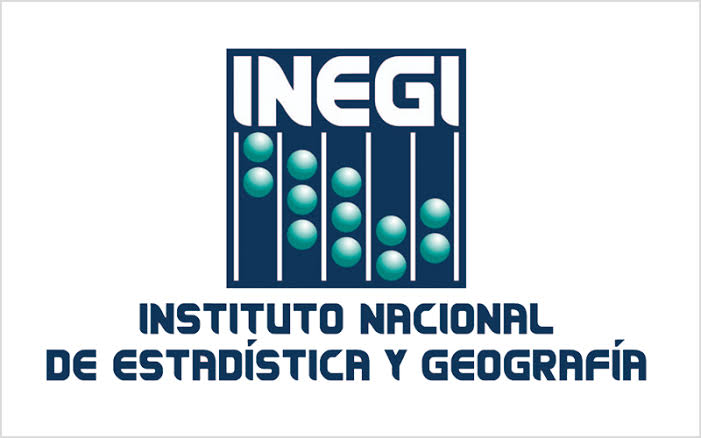 INEGI
INSTITUTO NACIONAL
DE ESTADÍSTICA Y GEOGRAFÍA